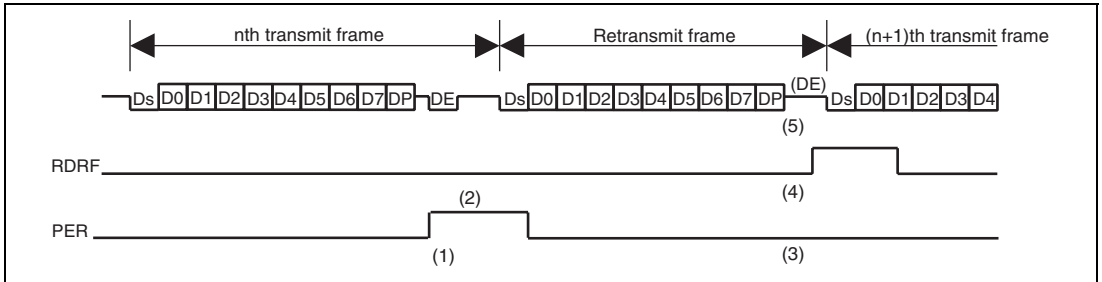 nth transmit frame Retransmit frame (n+1)th transmit frame
Ds D0 D1 D2 D3 D4 D5 D6 D7 DP DE Ds D0 D1 D2 D3 D4 D5 D6 D7 DP (DE) Ds D0 D1 D2 D3 D4
(5)
RDRF
(4)
(2)
PER
(1) (3)